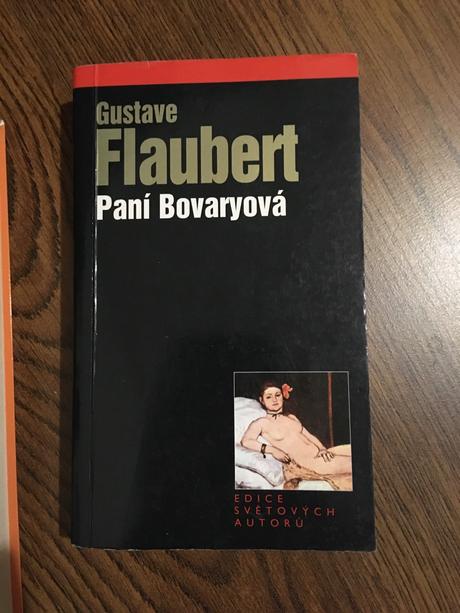 Gustave
Flaubert
Paní Bovaryová
EDICE
SVĚTOVÝCH
AUTORŮ